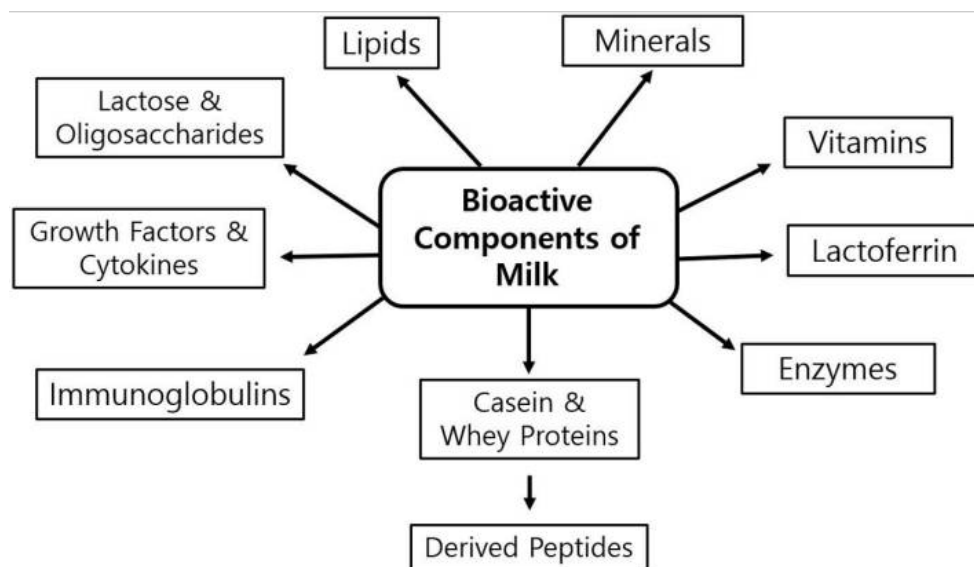 Lipids
Minerals
Lactose &
Oligosaccharides
Vitamins
Bioactive
Components of
Milk
Growth Factors &
Cytokines
Lactoferrin
Immunoglobulins
Enzymes
Casein &
Whey Proteins
Derived Peptides